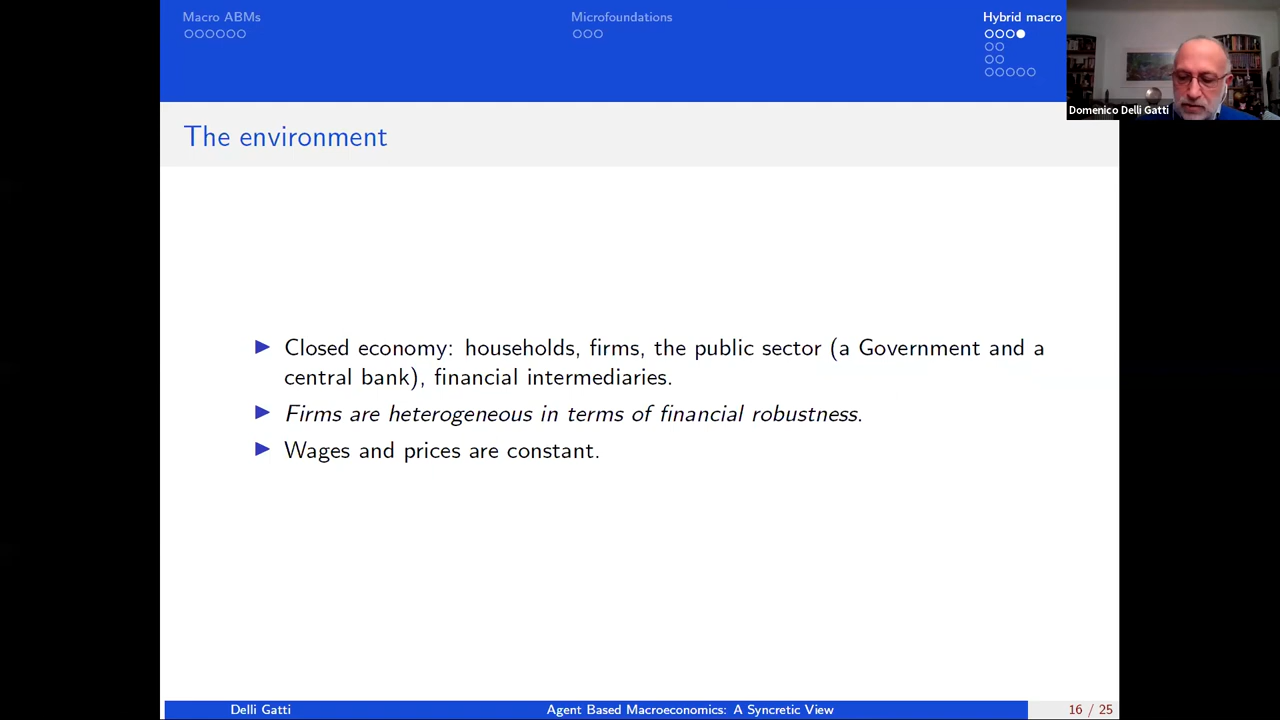 Macro ABMs
Microfoundations
Hybrid macro
Domenico Delli Gatti
The environment
Closed economy: households, firms, the public sector (a Government and a
central bank), financial intermediaries.
Firms are heterogeneous in terms of financial robustness.
Wages and prices are constant.
Delli Gatti
Agent Based Macroeconomics: A Syncretic View
16 / 25